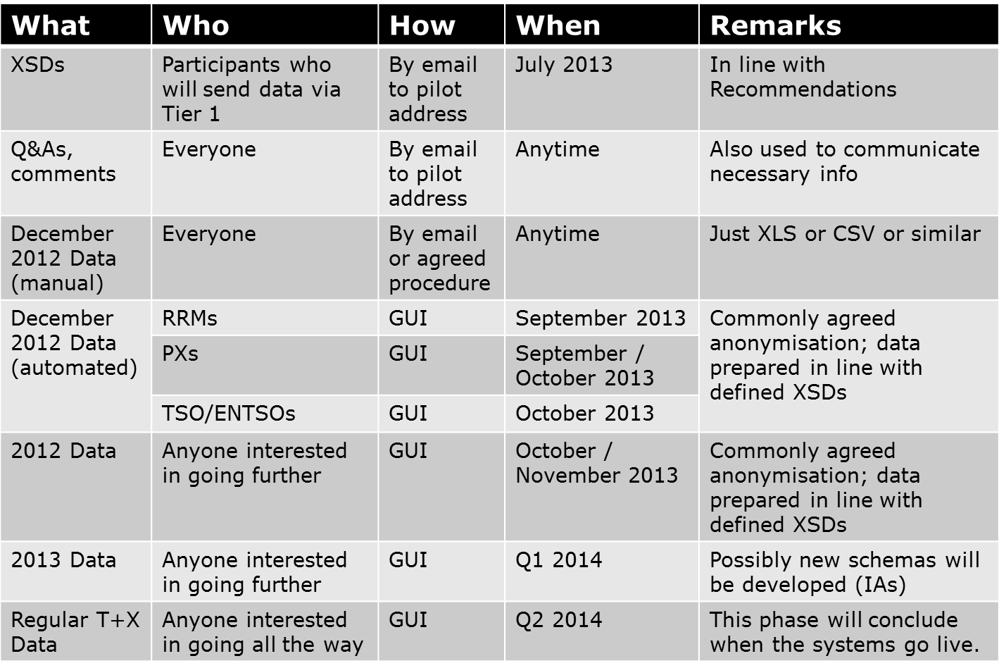 What Who How When Remarks
XSDs
Participants who
will send data via
Tier 1
By email
to pilot
address
July 2013
In line with
Recommendations
Q&As,
comments
Everyone
By email
to pilot
address
Anytime
Also used to communicate
necessary info
December
2012 Data
(manual)
Everyone
By email
or agreed
procedure
Anytime
Just XLS or CSV or similar
December
2012 Data
(automated)
RRMs
GUI
September 2013
Commonly agreed
anonymisation; data
prepared in line with
defined XSDs
PXs
GUI
September /
October 2013
TSO/ENTSOs
GUI
October 2013
2012 Data
Anyone interested
in going further
GUI
October /
November 2013
Commonly agreed
anonymisation; data
prepared in line with
defined XSDs
2013 Data
Anyone interested
in going further
GUI
Q1 2014
Possibly new schemas will
be developed (IAs)
Regular T+X
Data
Anyone interested
in going all the way
GUI
Q2 2014
This phase will conclude
when the systems go live.